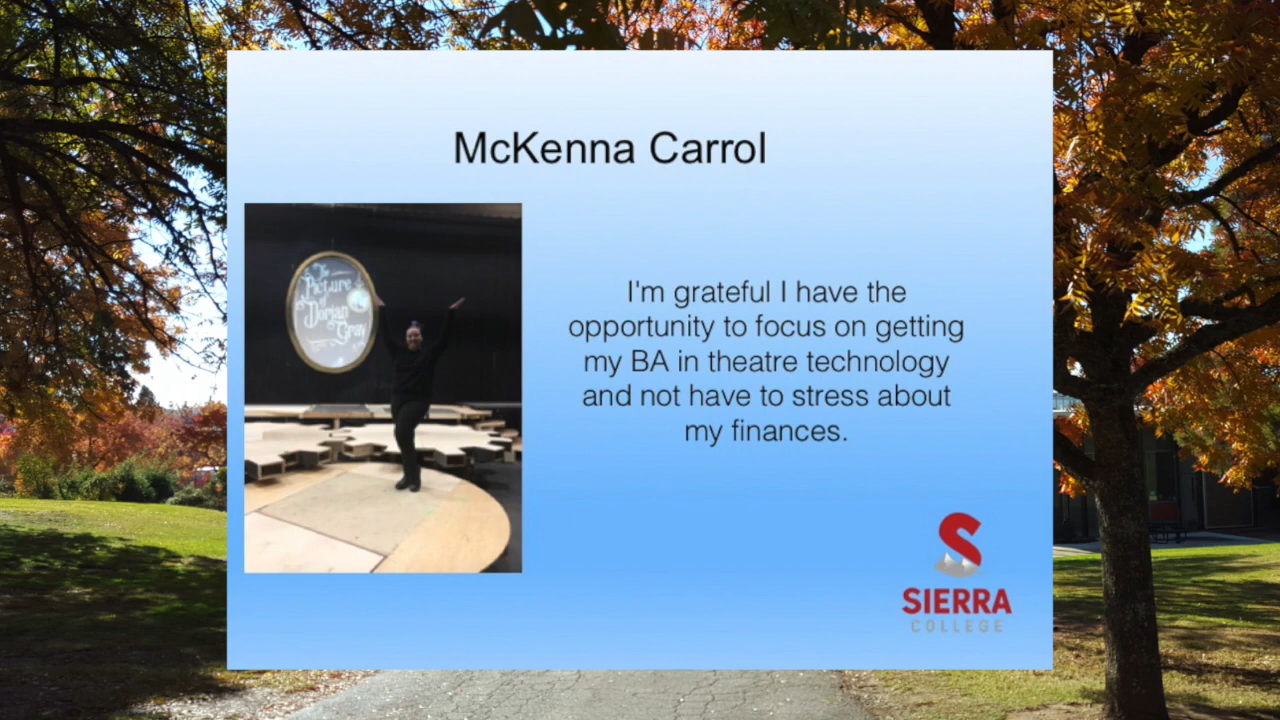 McKenna Carrol
The
Picture
of
Dorian
Gray
I'm grateful I have the
opportunity to focus on getting
my BA in theatre technology
and not have to stress about
my finances.
SIERRA
COLLEGE